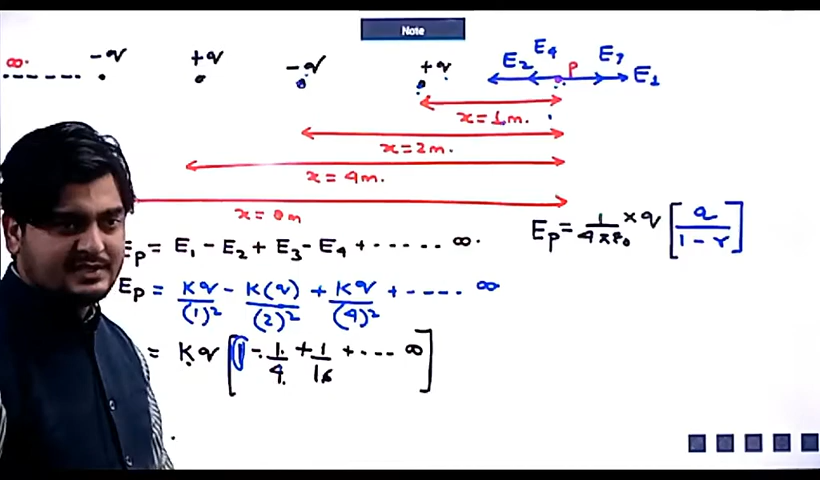 Note
∞ -q +q -q +q E2 E4 P E3 E1
x = 1m.
x = 2m.
x = 4m.
x = 8m
Ep = E1 - E2 + E3 - E4 + ...... ∞.
Ep = 1/4πε0 × q [a/1-r]
Ep = Kq/(1)² - K(q)/(2)² + Kq/(4)² + ..... ∞
= Kq [1 - 1/4 + 1/16 + ... ∞]